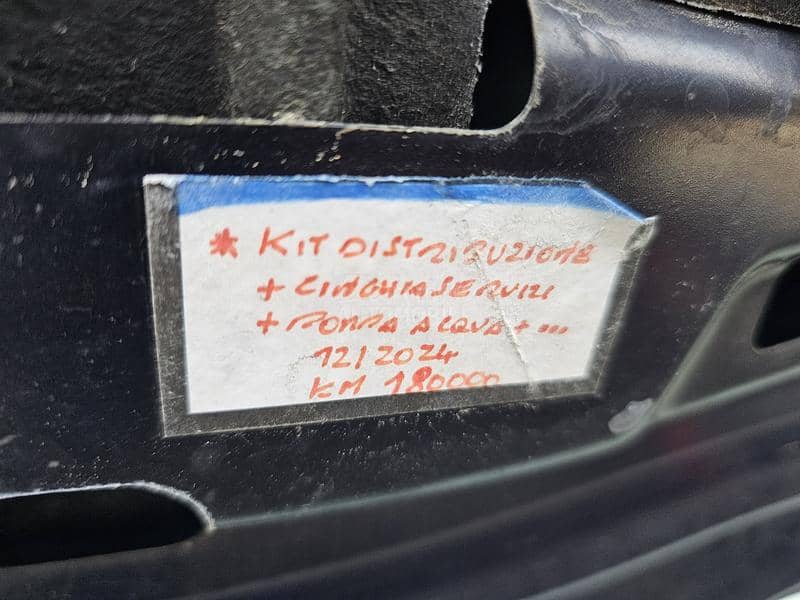 * KIT DISTRIBUZIONE
+ CINGHIA SERVIZI
+ POMPA ACQUA + ...
12/2024
KM 180000